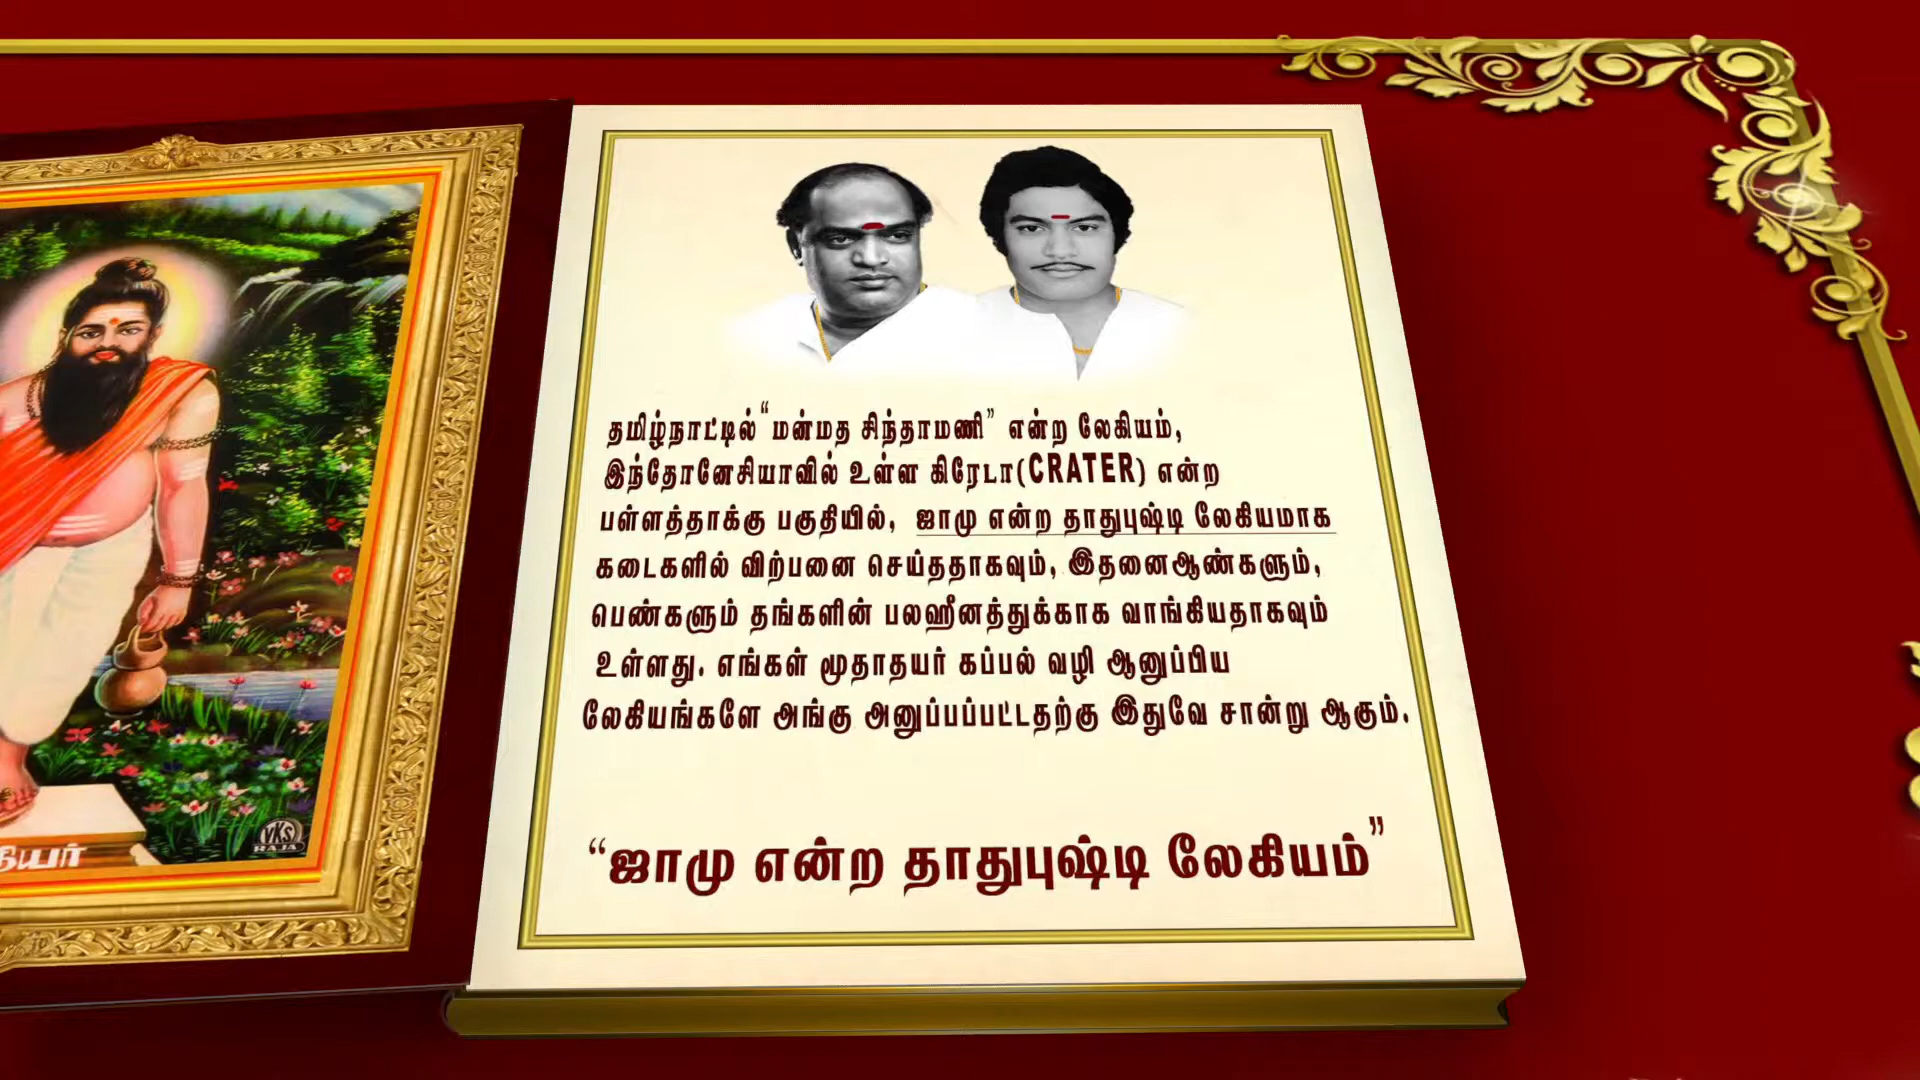 தமிழ்நாட்டில் “மன்மத சிந்தாமணி” என்ற லேகியம்,
இந்தோனேசியாவில் உள்ள கிரேடா(CRATER) என்ற
பள்ளத்தாக்கு பகுதியில், ஜாமு என்ற தாதுபுஷ்டி லேகியமாக
கடைகளில் விற்பனை செய்ததாகவும், இதனைஆண்களும்,
பெண்களும் தங்களின் பலஹீனத்துக்காக வாங்கியதாகவும்
உள்ளது. எங்கள் மூதாதயர் கப்பல் வழி ஆனுப்பிய
லேகியங்களே அங்கு அனுப்பப்பட்டதற்கு இதுவே சான்று ஆகும்.
“ஜாமு என்ற தாதுபுஷ்டி லேகியம்”
VKS
RAJA